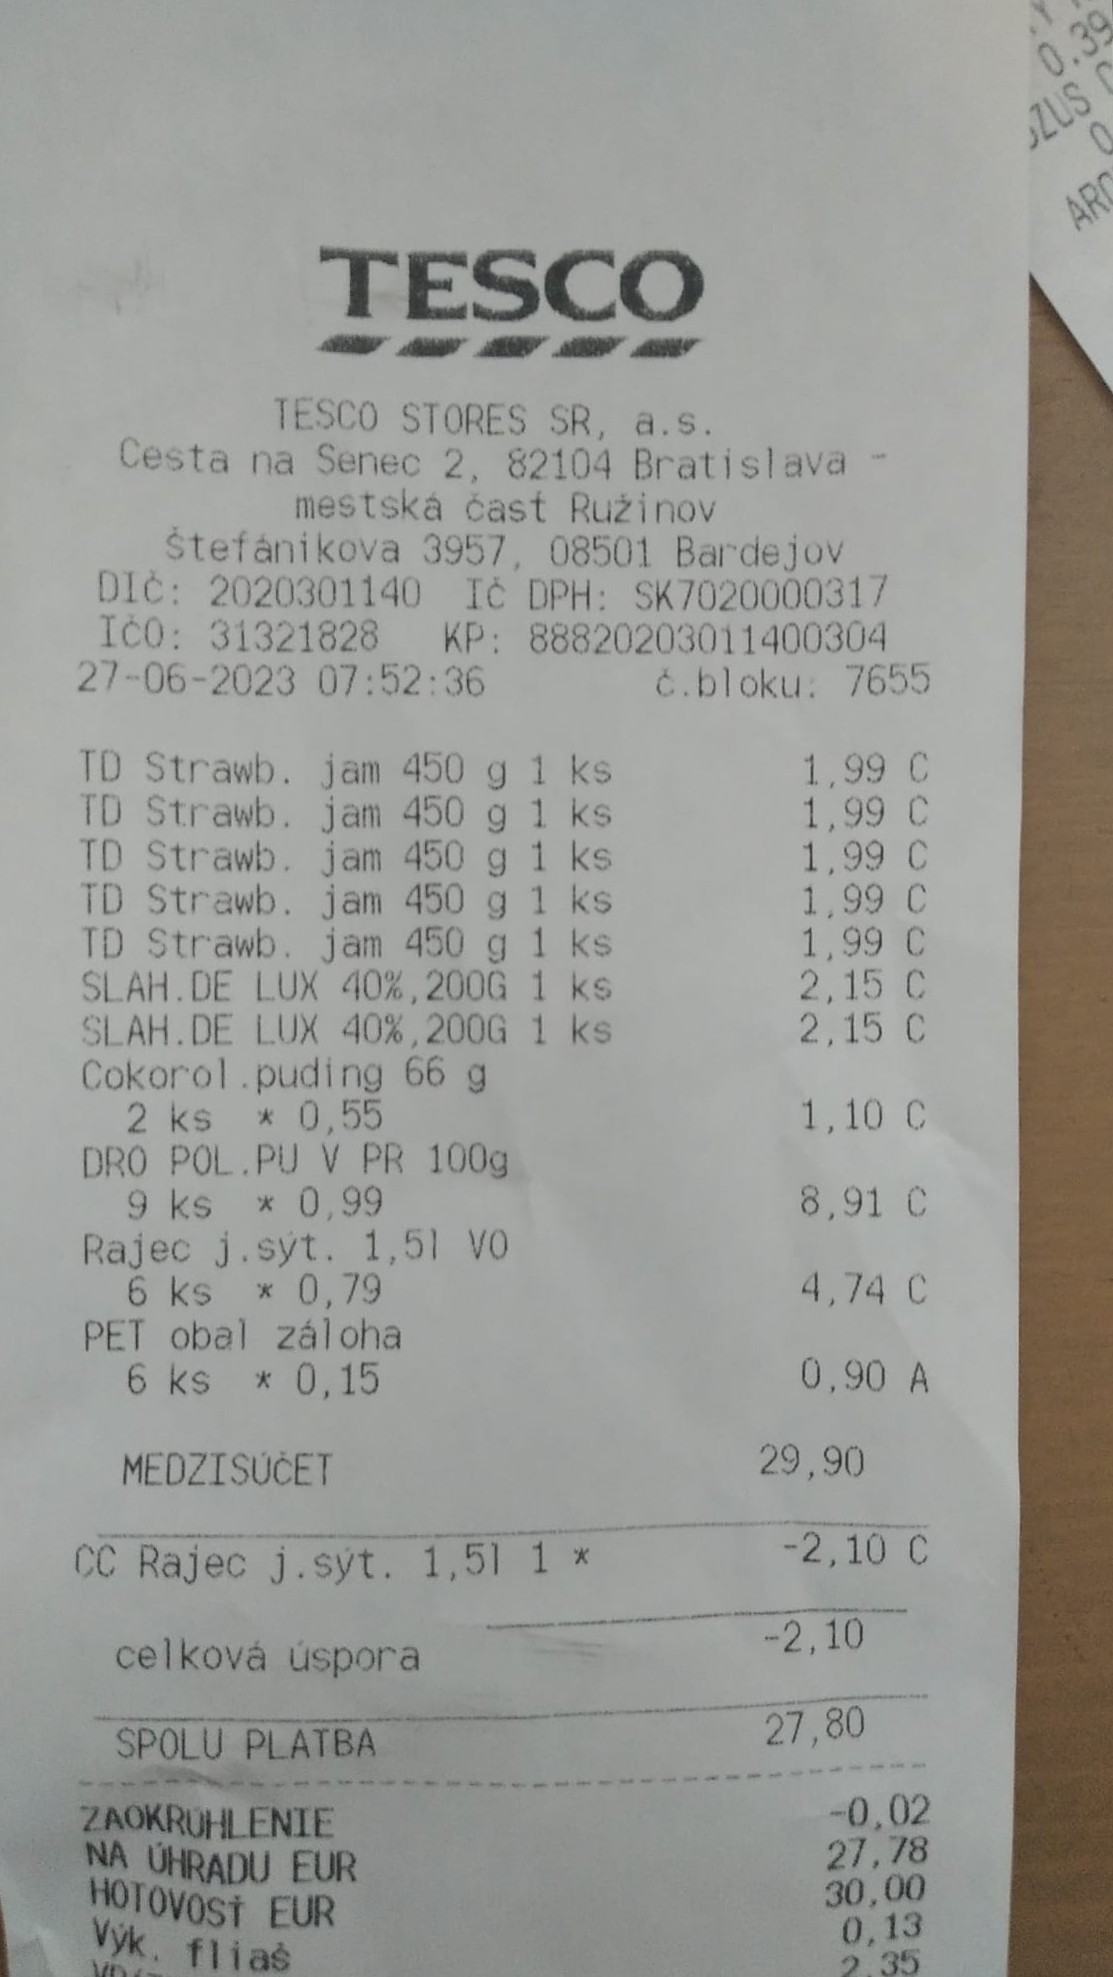 TESCO
TESCO STORES SR, a.s.
Cesta na Senec 2, 82104 Bratislava -
mestská časť Ružinov
Štefánikova 3957, 08501 Bardejov
DIČ: 2020301140 IČ DPH: SK7020000317
IČO: 31321828 KP: 88820203011400304
27-06-2023 07:52:36 č.bloku: 7655
TD Strawb. jam 450 g 1 ks 1,99 C
TD Strawb. jam 450 g 1 ks 1,99 C
TD Strawb. jam 450 g 1 ks 1,99 C
TD Strawb. jam 450 g 1 ks 1,99 C
TD Strawb. jam 450 g 1 ks 1,99 C
SLAH.DE LUX 40%,200G 1 ks 2,15 C
SLAH.DE LUX 40%,200G 1 ks 2,15 C
Cokorol.puding 66 g
2 ks * 0,55 1,10 C
DRO POL.PU V PR 100g
9 ks * 0,99 8,91 C
Rajec j.syt. 1,5l VO
6 ks * 0,79 4,74 C
PET obal záloha
6 ks * 0,15 0,90 A
MEDZISÚČET 29,90
CC Rajec j.syt. 1,5l 1 * -2,10 C
celková úspora -2,10
SPOLU PLATBA 27,80
ZAOKRÚHLENIE -0,02
NA ÚHRADU EUR 27,78
HOTOVOSŤ EUR 30,00
Výk. fliaš 0,13
2,35
0.39